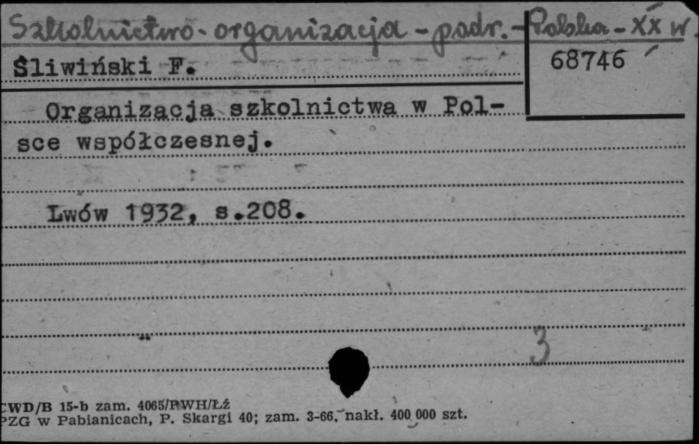 Szkolnictwo - organizacja - podr. - Polska - XX w.
Śliwiński F.
68746
Organizacja szkolnictwa w Pol-
sce współczesnej.
Lwów 1932, s.208.
3
CWD/B 15-b zam. 4065/PWH/Łź
PZG w Pabianicach, P. Skargi 40; zam. 3-66, nakł. 400 000 szt.